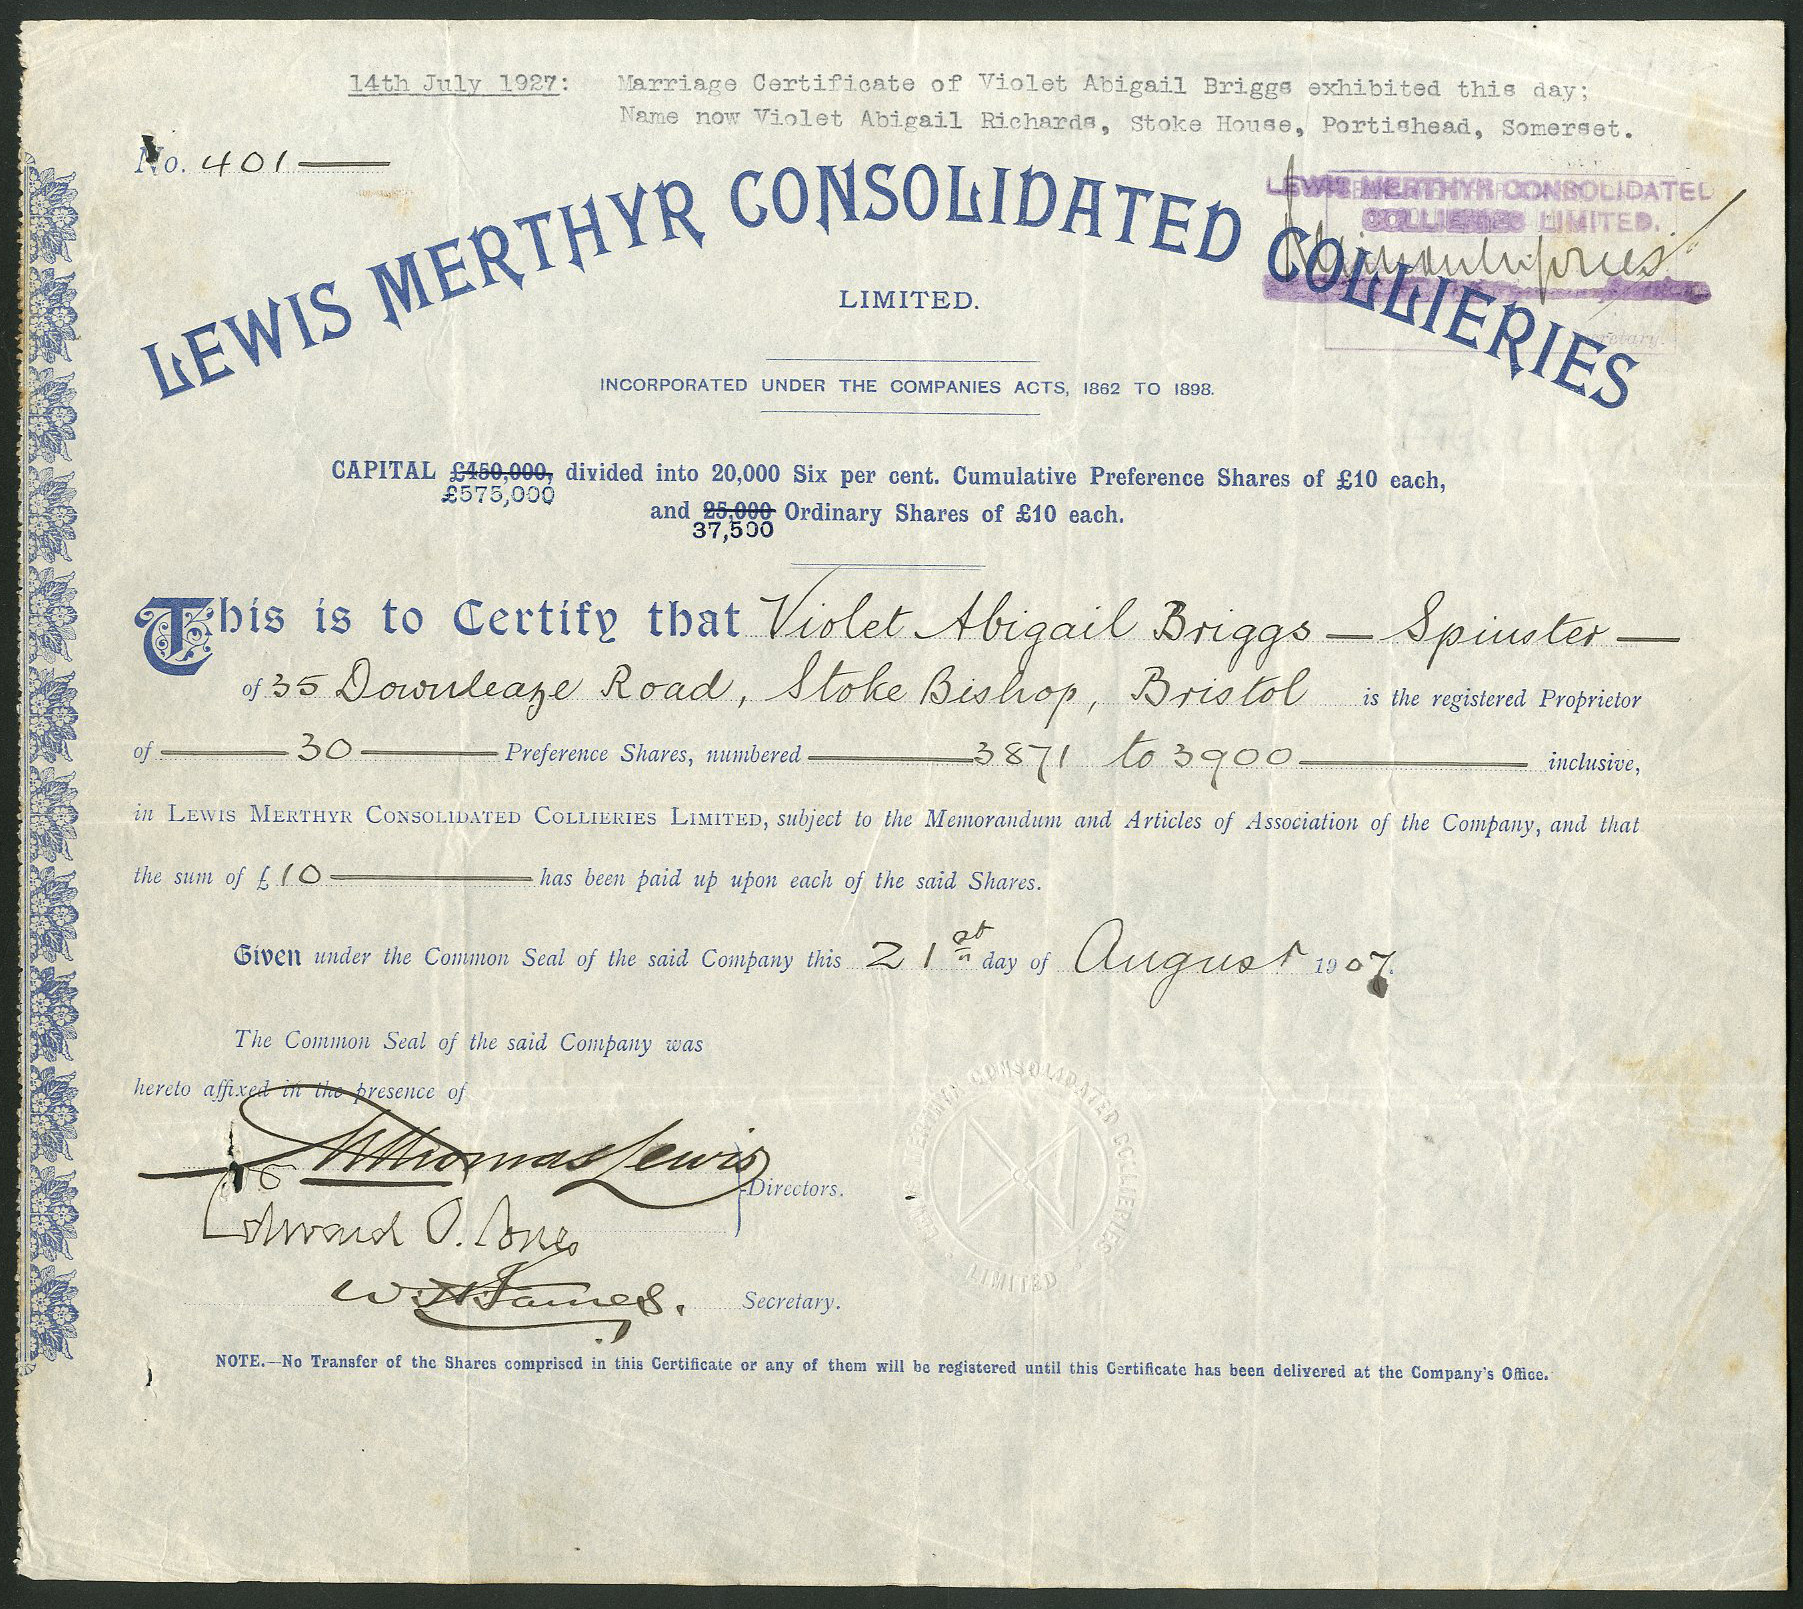 14th July 1927: Marriage Certificate of Violet Abigail Briggs exhibited this day;
Name now Violet Abigail Richards, Stoke House, Portishead, Somerset.
No. 401
LEWIS MERTHYR CONSOLIDATED
COLLIERIES LIMITED.
LEWIS MERTHYR CONSOLIDATED COLLIERIES
LIMITED.
INCORPORATED UNDER THE COMPANIES ACTS, 1862 TO 1898.
CAPITAL £450,000, divided into 20,000 Six per cent. Cumulative Preference Shares of £10 each,
£575,000
and 25,000 Ordinary Shares of £10 each.
37,500
This is to Certify that Violet Abigail Briggs — Spinster —
of 35 Downleaze Road, Stoke Bishop, Bristol is the registered Proprietor
of — 30 — Preference Shares, numbered — 3871 to 3900 — inclusive,
in LEWIS MERTHYR CONSOLIDATED COLLIERIES LIMITED, subject to the Memorandum and Articles of Association of the Company, and that
the sum of £10 — has been paid up upon each of the said Shares.
Given under the Common Seal of the said Company this 21st day of August 1907.
The Common Seal of the said Company was
hereto affixed in the presence of
Wm Thomas Lewis
Directors.
Edward O. Jones
W. H. James. Secretary.
CONSOLIDATED COLLIERIES
LIMITED
NOTE.—No Transfer of the Shares comprised in this Certificate or any of them will be registered until this Certificate has been delivered at the Company's Office.